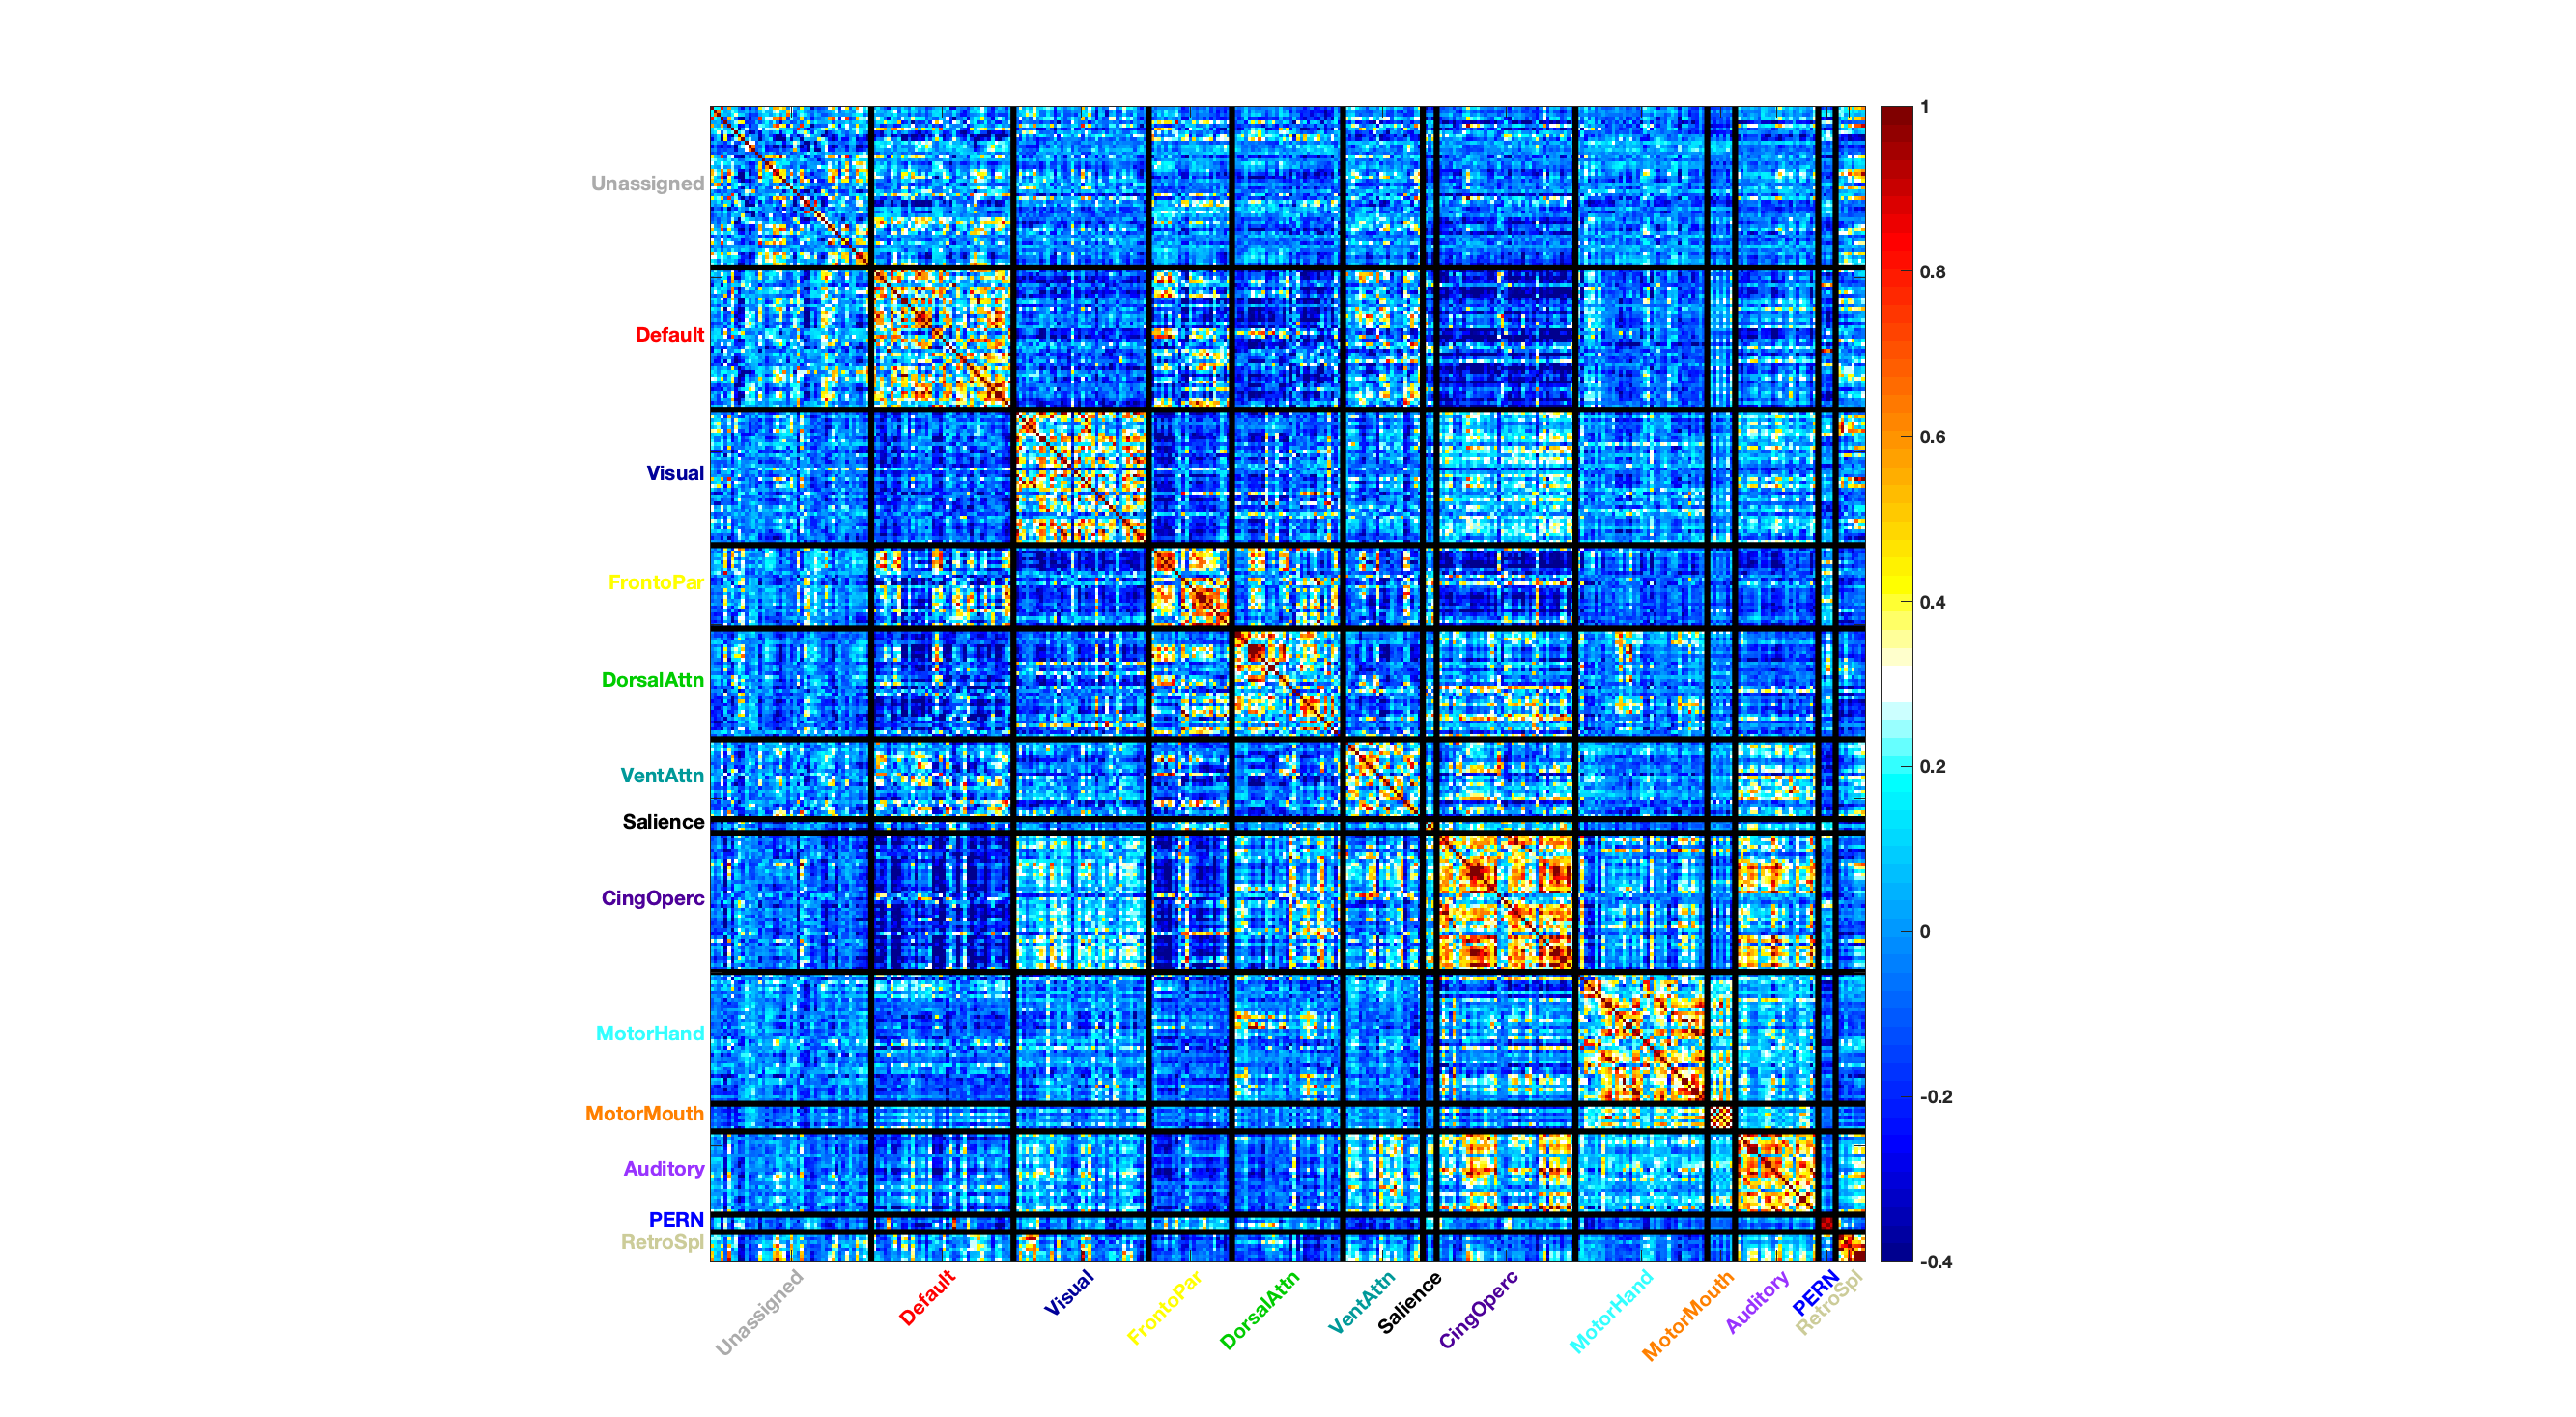 Unassigned
Default
Visual
FrontoPar
DorsalAttn
VentAttn
Salience
CingOperc
MotorHand
MotorMouth
Auditory
PERN
RetroSpl
Unassigned
Default
Visual
FrontoPar
DorsalAttn
VentAttn
Salience
CingOperc
MotorHand
MotorMouth
Auditory
PERN
RetroSpl
1
0.8
0.6
0.4
0.2
0
-0.2
-0.4